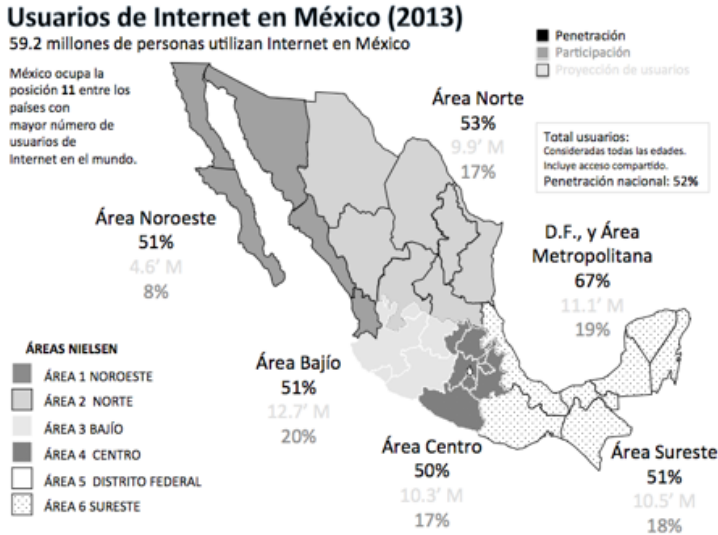 Usuarios de Internet en México (2013)
59.2 millones de personas utilizan Internet en México
México ocupa la
posición 11 entre los
países con
mayor número de
usuarios de
Internet en el mundo.
Penetración
Participación
Proyección de usuarios
Total usuarios:
Consideradas todas las edades.
Incluye acceso compartido.
Penetración nacional: 52%
Área Norte
53%
9.9' M
17%
Área Noroeste
51%
4.6' M
8%
D.F., y Área
Metropolitana
67%
11.1' M
19%
Área Bajío
51%
12.7' M
20%
Área Centro
50%
10.3' M
17%
Área Sureste
51%
10.5' M
18%
ÁREAS NIELSEN
ÁREA 1 NOROESTE
ÁREA 2 NORTE
ÁREA 3 BAJÍO
ÁREA 4 CENTRO
ÁREA 5 DISTRITO FEDERAL
ÁREA 6 SURESTE